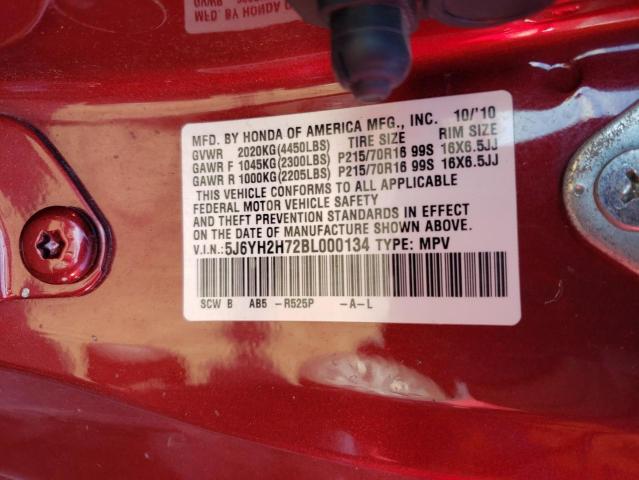 MFD. BY HONDA OF AMERICA MFG., INC. 10/'10
GVWR 2020KG(4450LBS) TIRE SIZE RIM SIZE
GAWR F 1045KG(2300LBS) P215/70R16 99S 16X6.5JJ
GAWR R 1000KG(2205LBS) P215/70R16 99S 16X6.5JJ
THIS VEHICLE CONFORMS TO ALL APPLICABLE
FEDERAL MOTOR VEHICLE SAFETY
AND THEFT PREVENTION STANDARDS IN EFFECT
ON THE DATE OF MANUFACTURE SHOWN ABOVE.
V.I.N.: 5J6YH2H72BL000134 TYPE: MPV
SCW B AB5 -R525P -A-L